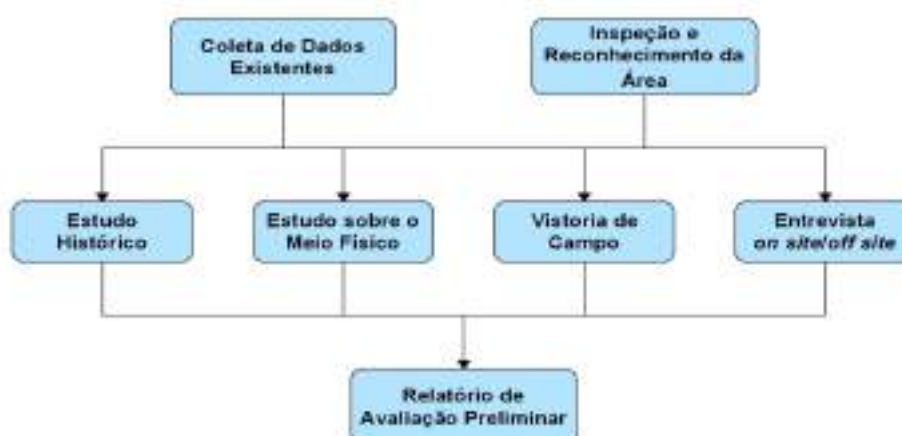 Coleta de Dados
Existentes
Inspeção e
Reconhecimento da
Área
Estudo
Histórico
Estudo sobre o
Meio Físico
Vistoria de
Campo
Entrevista
on site/off site
Relatório de
Avaliação Preliminar